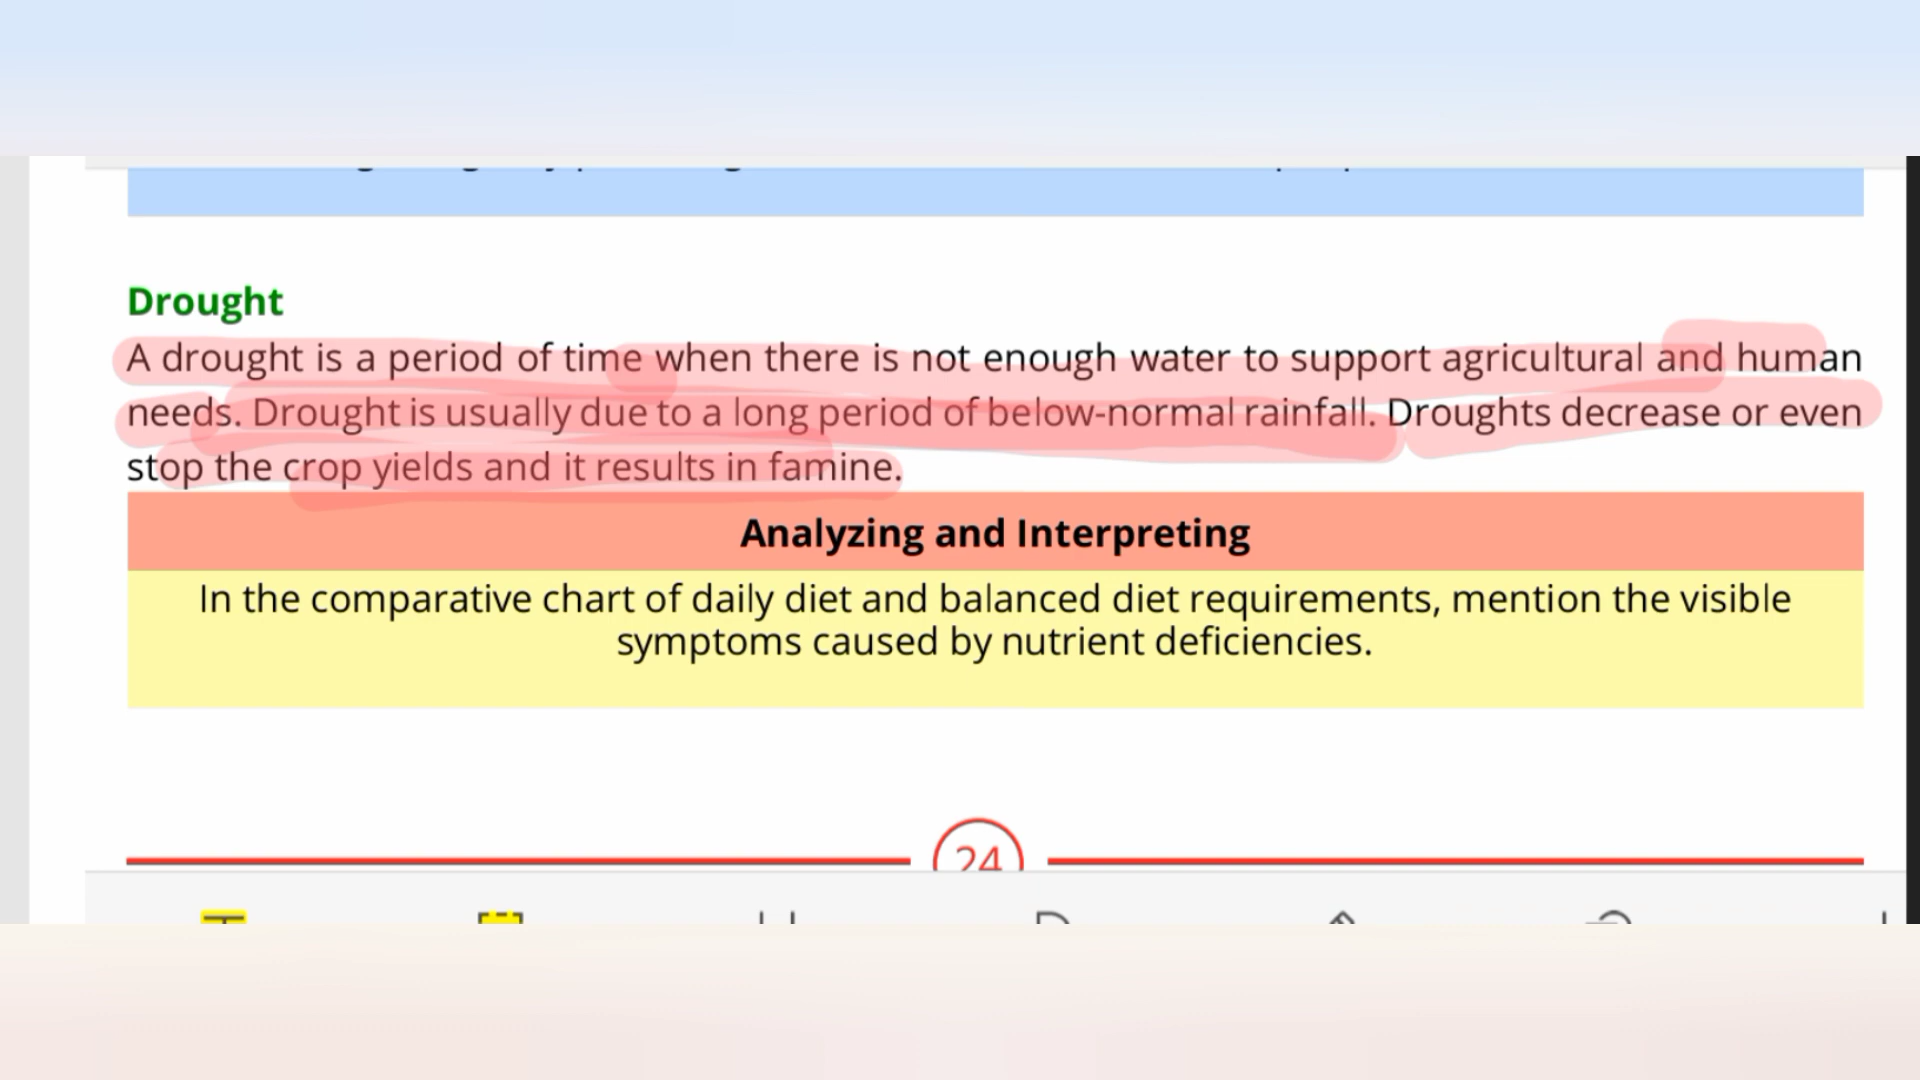 Drought
A drought is a period of time when there is not enough water to support agricultural and human
needs. Drought is usually due to a long period of below-normal rainfall. Droughts decrease or even
stop the crop yields and it results in famine.
Analyzing and Interpreting
In the comparative chart of daily diet and balanced diet requirements, mention the visible
symptoms caused by nutrient deficiencies.
24